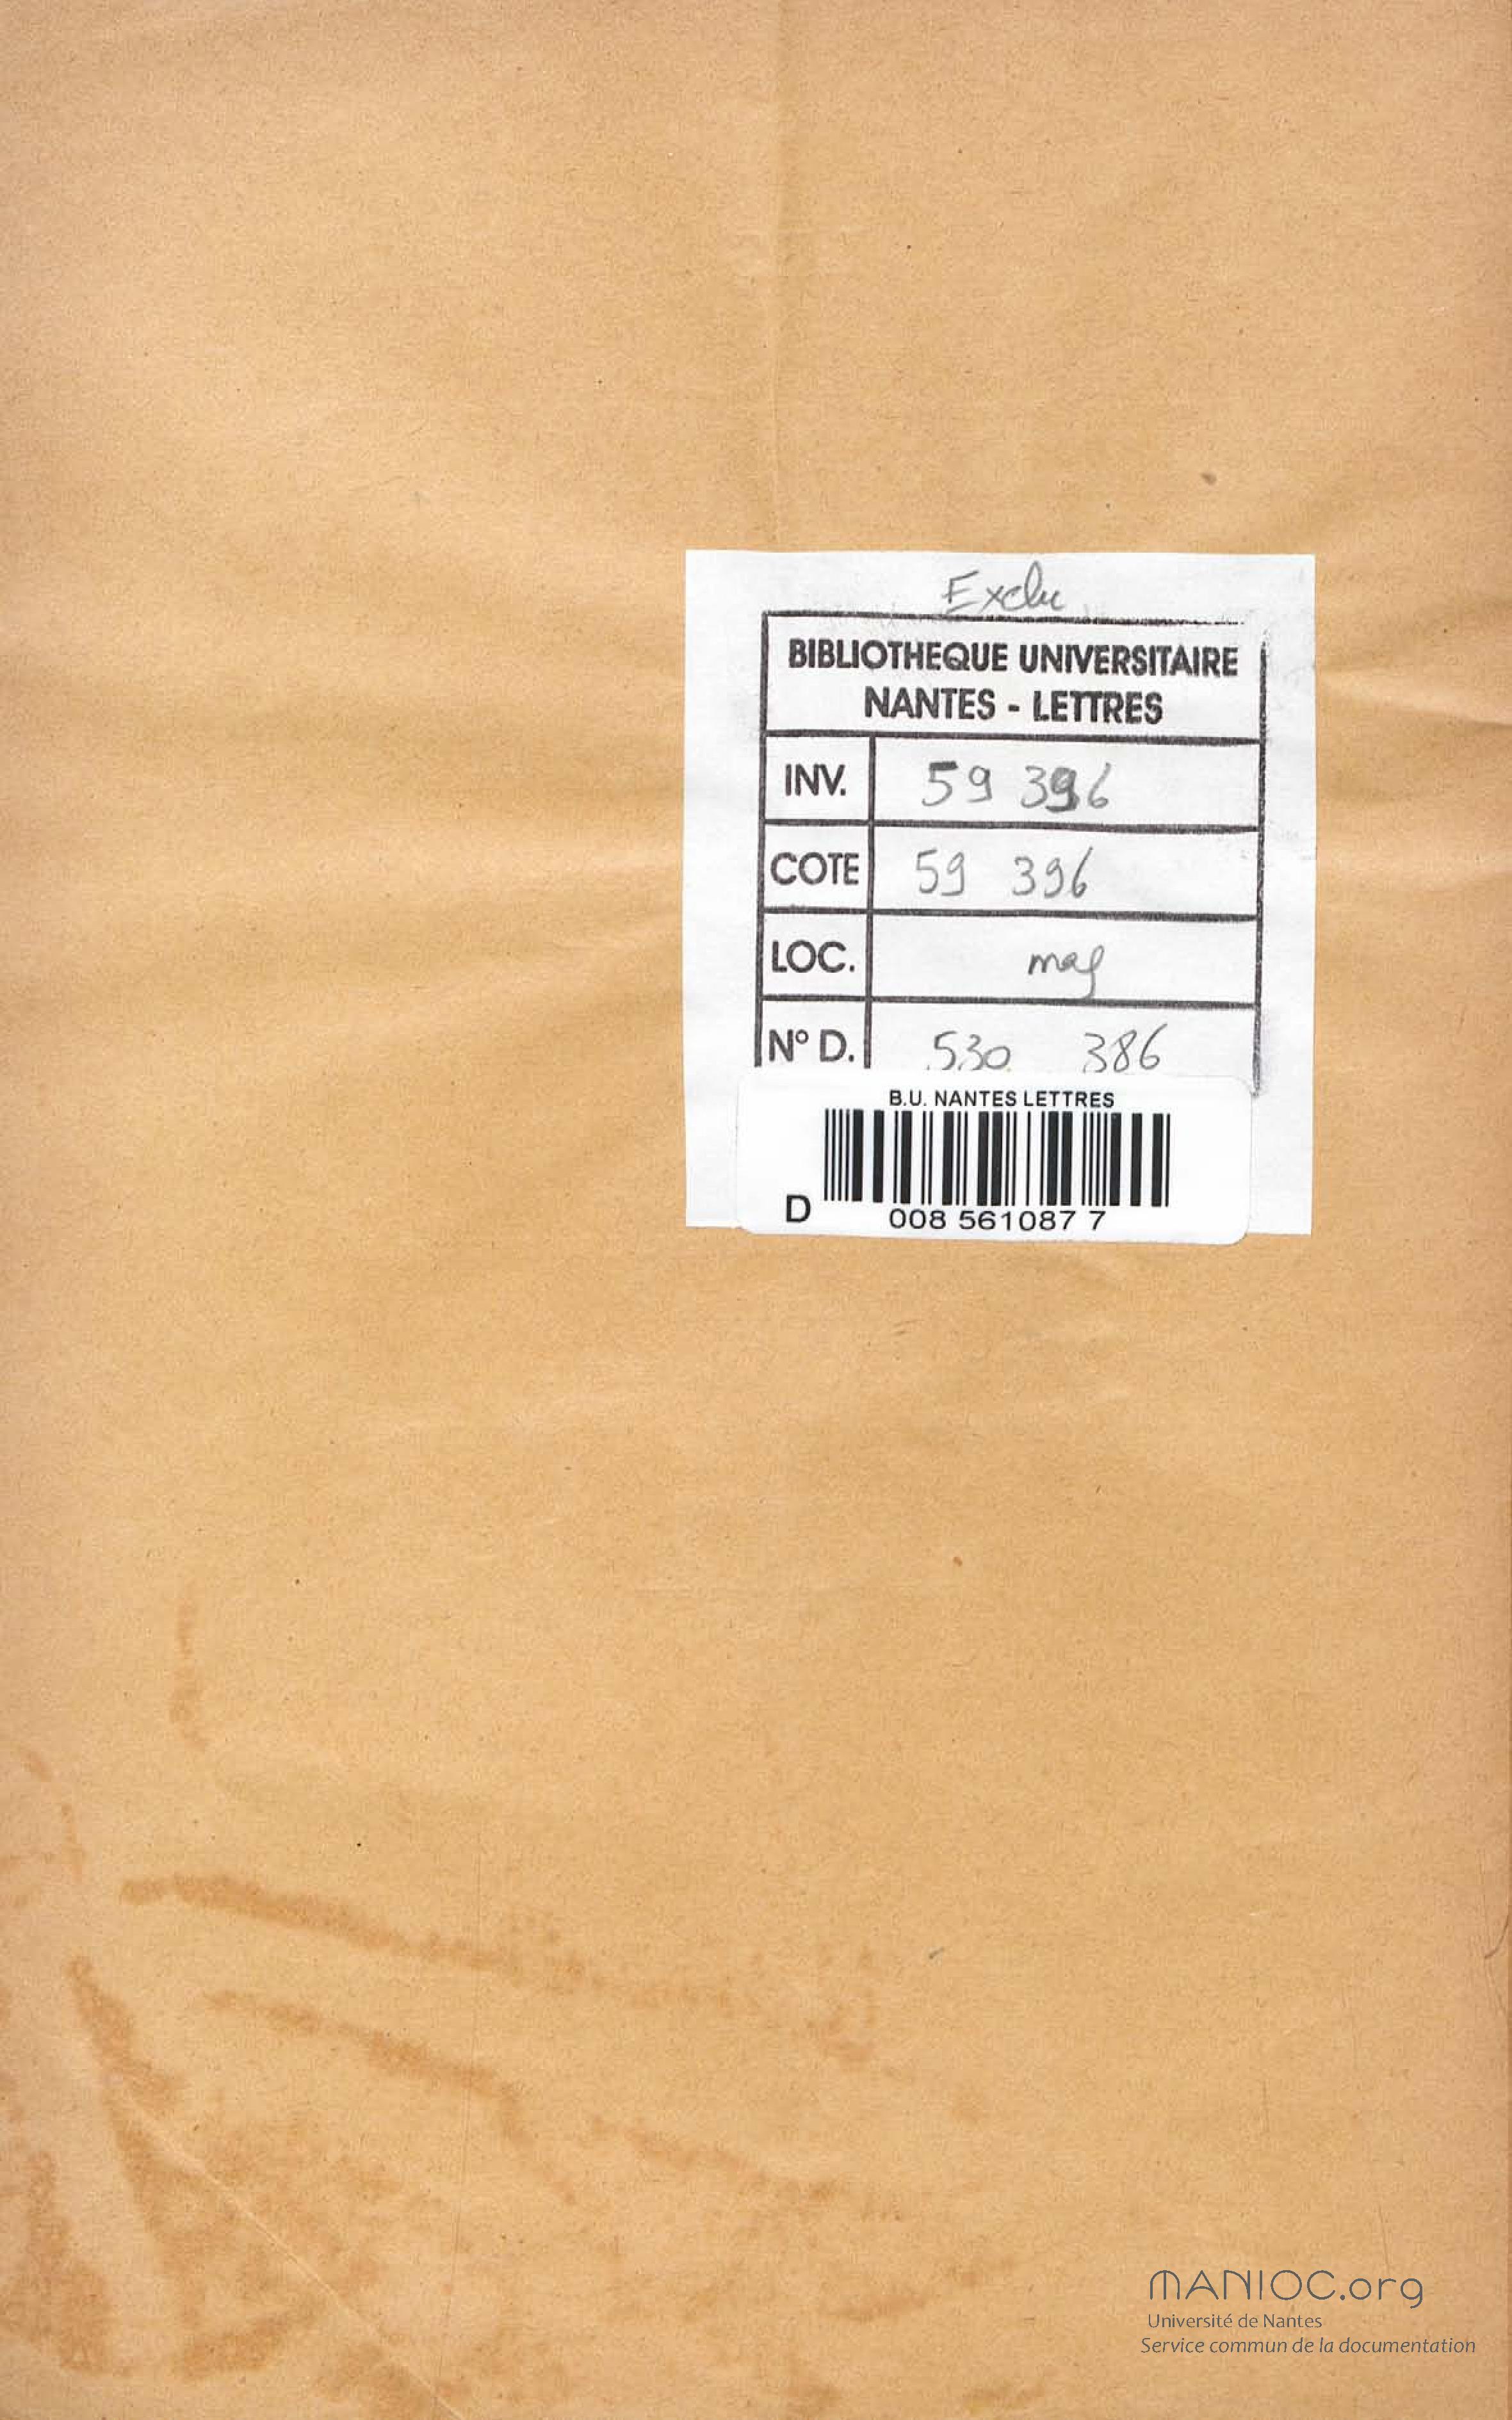 Exclu
BIBLIOTHEQUE UNIVERSITAIRE
NANTES - LETTRES
INV. 59 396
COTE 59 396
LOC. mag
N° D. 530 386
B.U. NANTES LETTRES
D 008 561087 7
MANIOC.org
Université de Nantes
Service commun de la documentation